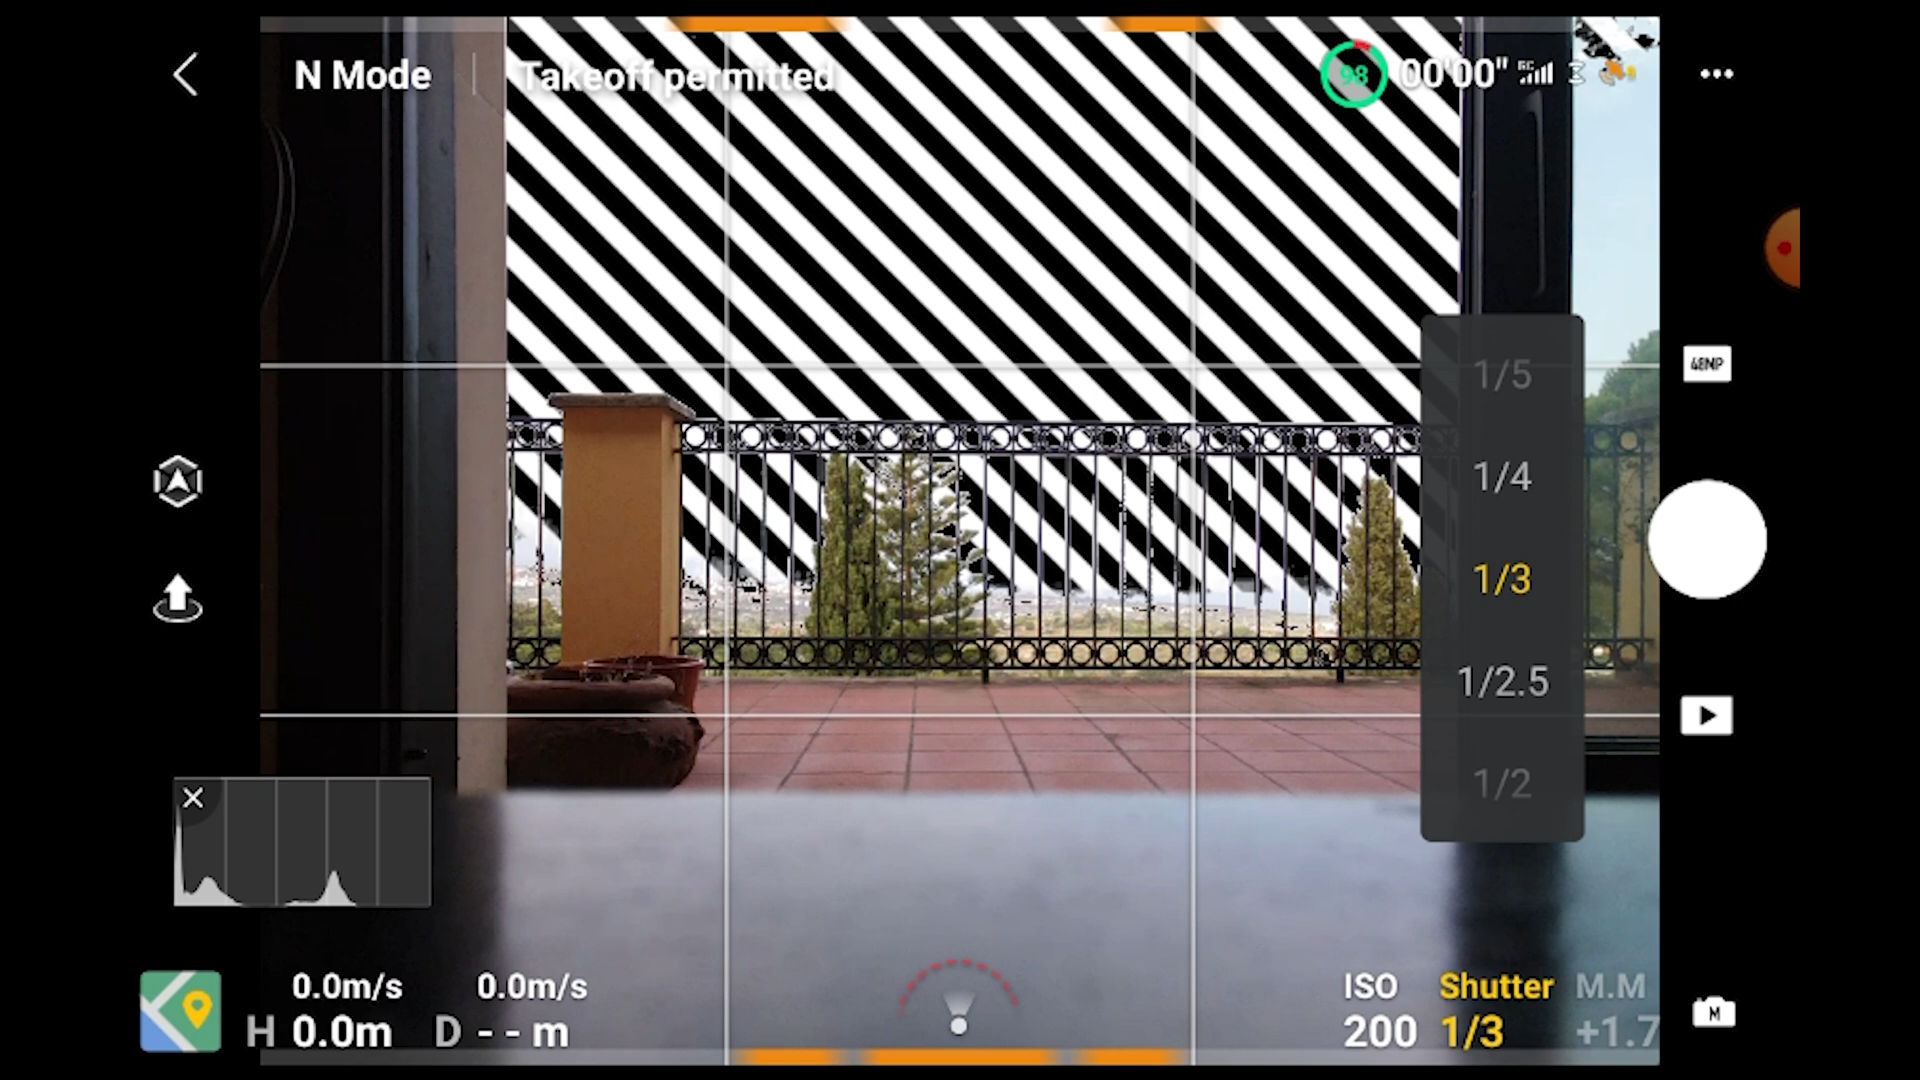 N Mode
Takeoff permitted
98
00'00"
48MP
1/5
1/4
1/3
1/2.5
1/2
0.0m/s
0.0m/s
H 0.0m
D - - m
ISO
200
Shutter
1/3
M.M
+1.7
M